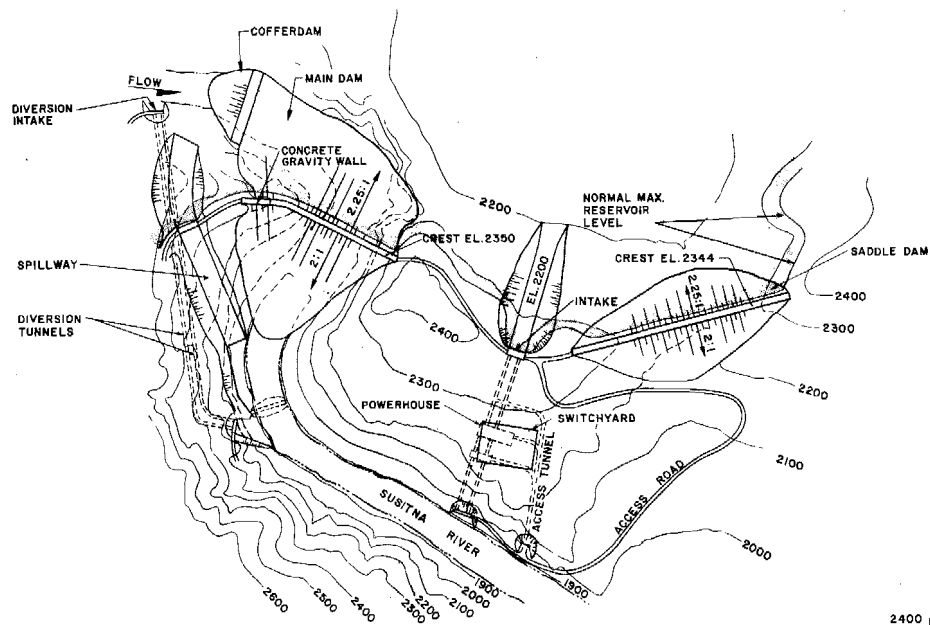 COFFERDAM
FLOW
MAIN DAM
DIVERSION
INTAKE
CONCRETE
GRAVITY WALL
2.25:1
2:1
CREST EL.2350
SPILLWAY
DIVERSION
TUNNELS
2200
NORMAL MAX.
RESERVOIR
LEVEL
CREST EL.2344
SADDLE DAM
EL.2200
INTAKE
2.25:1
2:1
2400
2300
2200
2400
2300
POWERHOUSE
SWITCHYARD
ACCESS TUNNEL
ACCESS ROAD
2100
2000
SUSITNA
RIVER
1900
1900
2000
2100
2200
2300
2400
2500
2600
2400